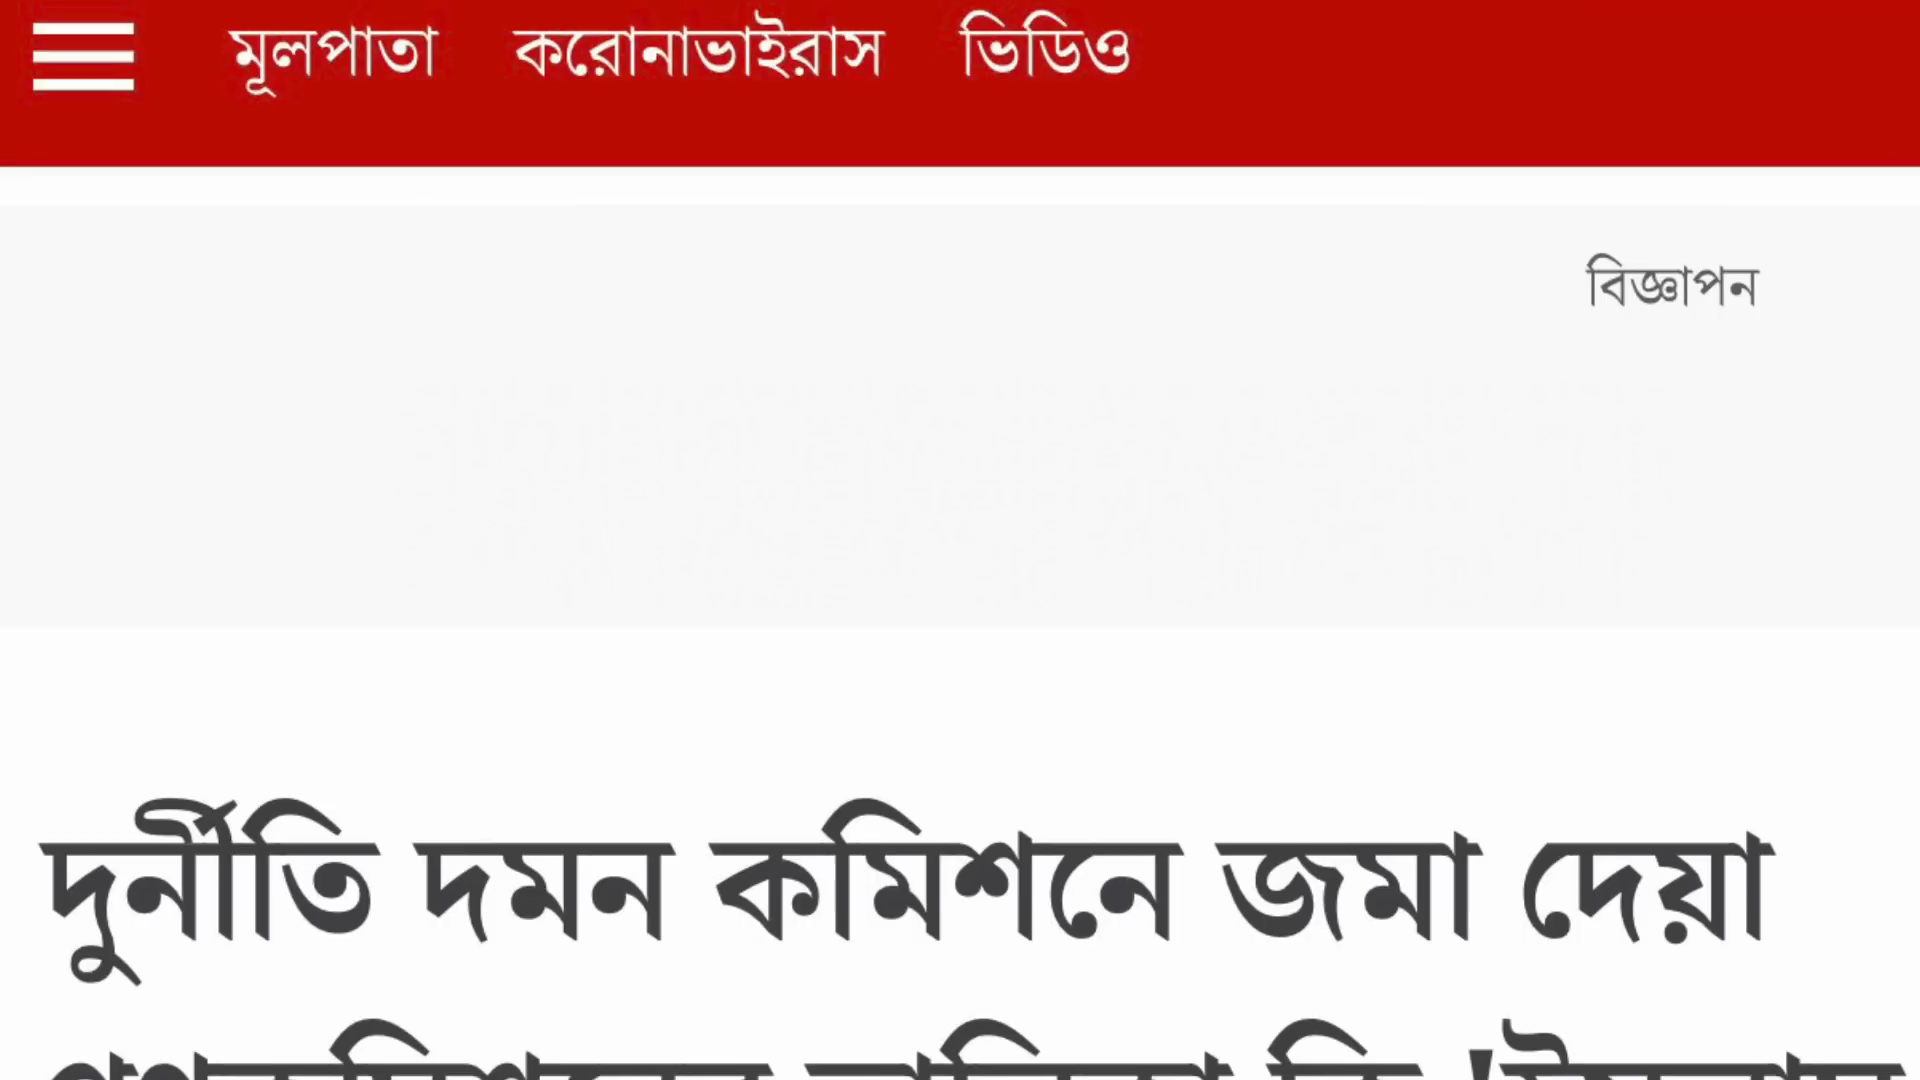 মূলপাতা করোনাভাইরাস ভিডিও
বিজ্ঞাপন
দুর্নীতি দমন কমিশনে জমা দেয়া